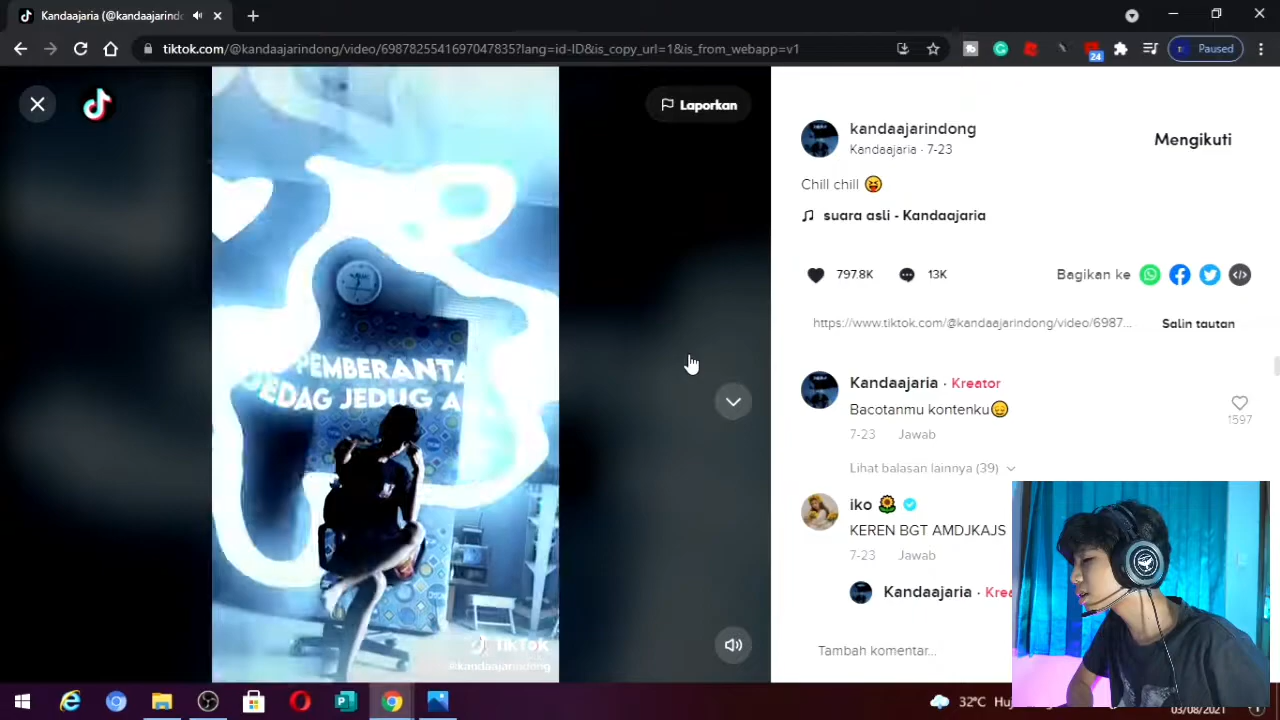 Kandaajaria (@kandaajarindo
tiktok.com/@kandaajarindong/video/6987825541697047835?lang=id-ID&is_copy_url=1&is_from_webapp=v1
24
Paused
Laporkan
PEMBERANTA
JEDUG A
TikTok
@kandaajarindong
kandaajarindong
Kandaajaria · 7-23
Mengikuti
Chill chill
suara asli - Kandaajaria
797.8K
13K
Bagikan ke
https://www.tiktok.com/@kandaajarindong/video/6987...
Salin tautan
Kandaajaria · Kreator
Bacotanmu kontenku
1597
7-23 Jawab
Lihat balasan lainnya (39)
iko
KEREN BGT AMDJKAJS
7-23 Jawab
Kandaajaria · Krea
Tambah komentar...
32°C Huj
03/08/2021